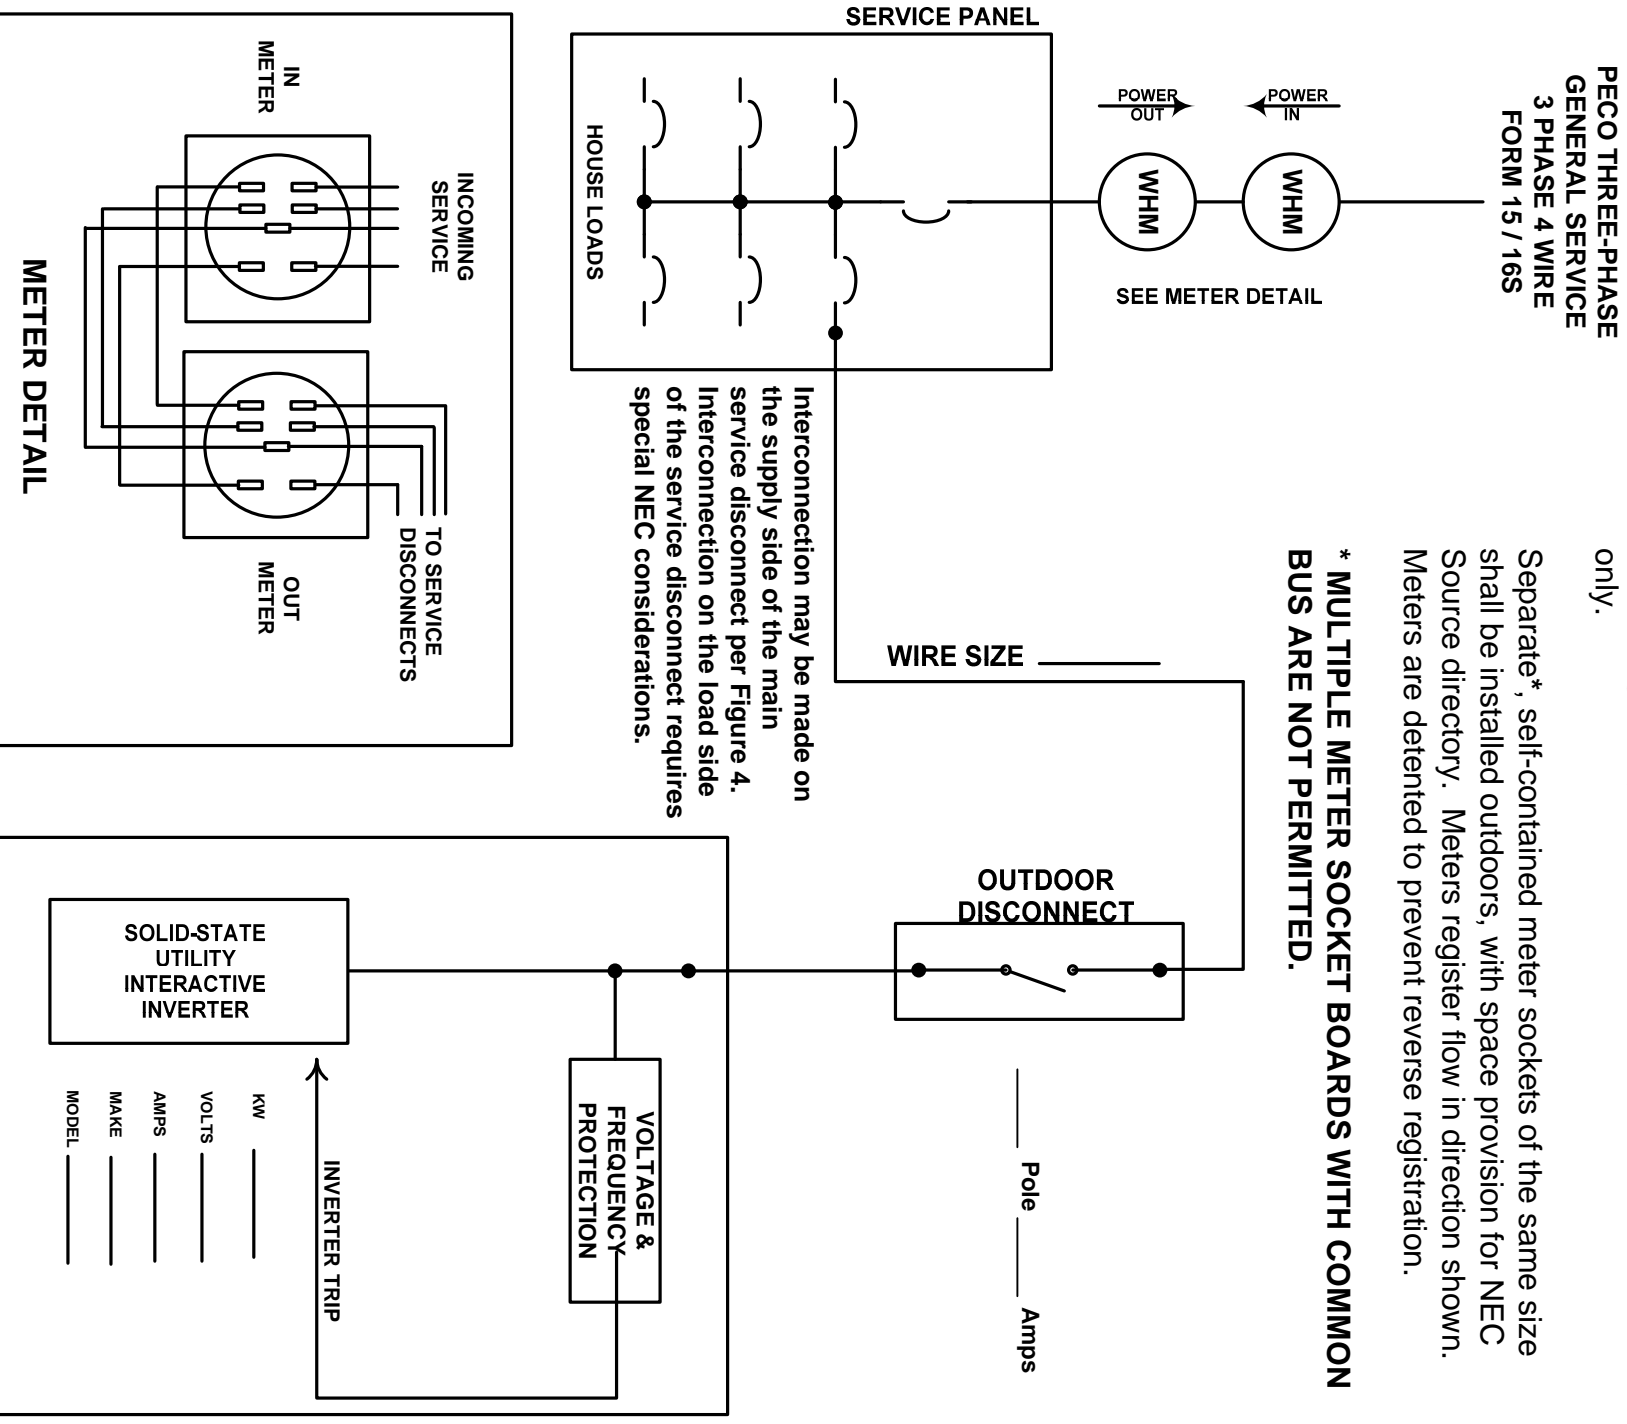 PECO THREE-PHASE
GENERAL SERVICE
3 PHASE 4 WIRE
FORM 15 / 16S
only.
Separate*, self-contained meter sockets of the same size
shall be installed outdoors, with space provision for NEC
Source directory. Meters register flow in direction shown.
Meters are detented to prevent reverse registration.
* MULTIPLE METER SOCKET BOARDS WITH COMMON
BUS ARE NOT PERMITTED.
POWER
IN
POWER
OUT
WHM
WHM
SEE METER DETAIL
SERVICE PANEL
HOUSE LOADS
Interconnection may be made on
the supply side of the main
service disconnect per Figure 4.
Interconnection on the load side
of the service disconnect requires
special NEC considerations.
WIRE SIZE
OUTDOOR
DISCONNECT
Pole
Amps
INCOMING
SERVICE
IN
METER
TO SERVICE
DISCONNECTS
OUT
METER
METER DETAIL
VOLTAGE &
FREQUENCY
PROTECTION
INVERTER TRIP
SOLID-STATE
UTILITY
INTERACTIVE
INVERTER
KW
VOLTS
AMPS
MAKE
MODEL